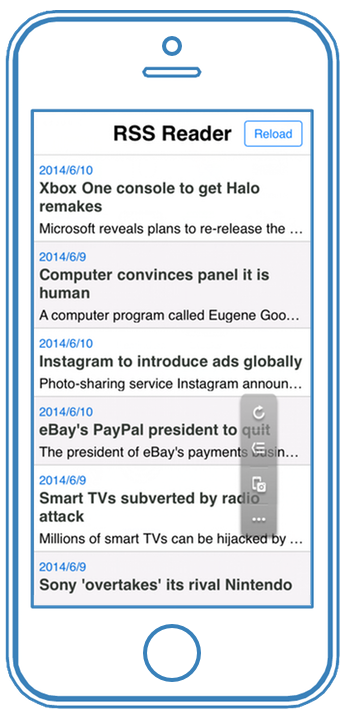 RSS Reader
Reload
2014/6/10
Xbox One console to get Halo
remakes
Microsoft reveals plans to re-release the ...
2014/6/9
Computer convinces panel it is
human
A computer program called Eugene Goo...
2014/6/10
Instagram to introduce ads globally
Photo-sharing service Instagram announ...
2014/6/10
eBay's PayPal president to quit
The president of eBay's payments busin...
2014/6/9
Smart TVs subverted by radio
attack
Millions of smart TVs can be hijacked by ...
2014/6/9
Sony 'overtakes' its rival Nintendo